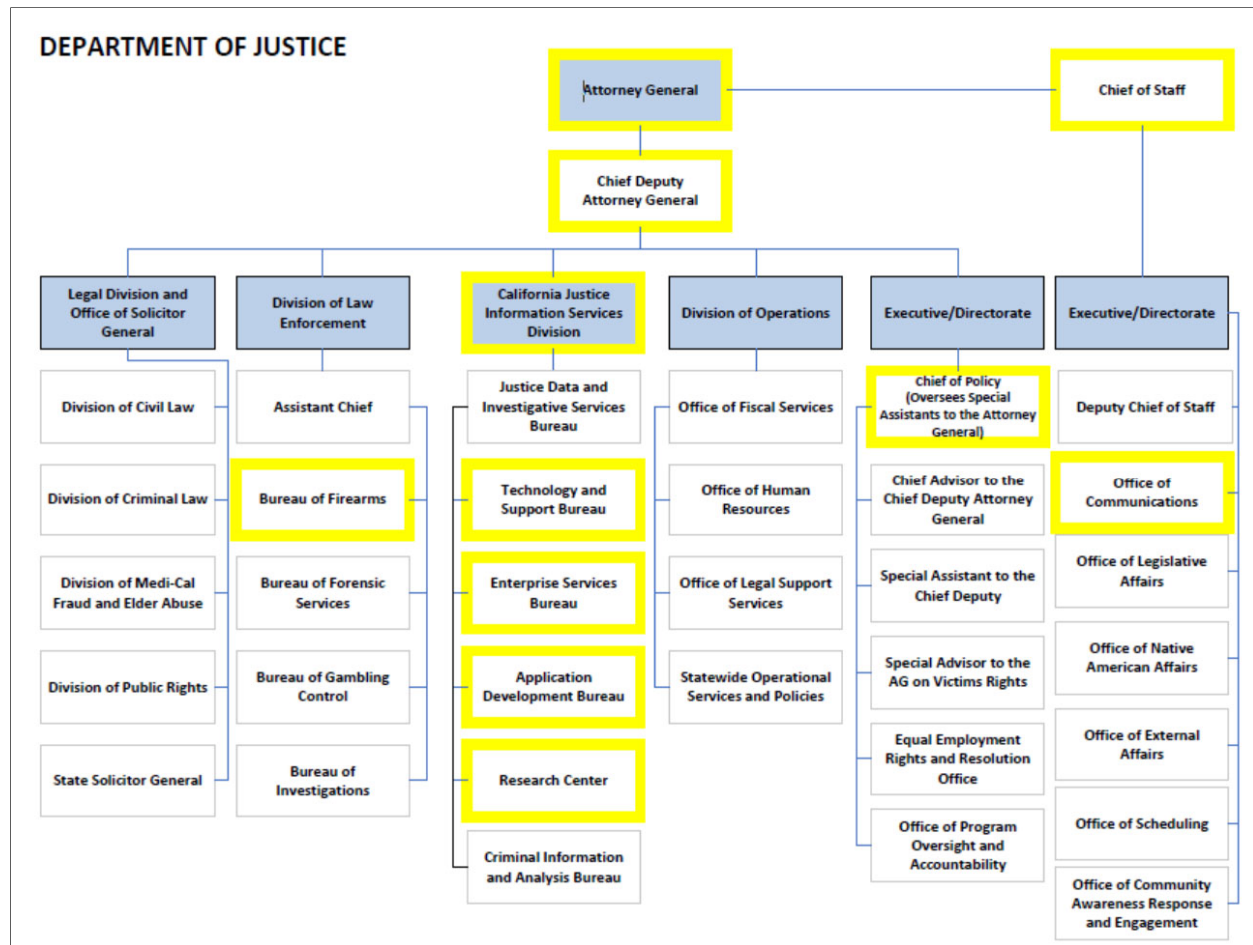 DEPARTMENT OF JUSTICE
Attorney General
Chief of Staff
Chief Deputy
Attorney General
Legal Division and
Office of Solicitor
General
Division of Law
Enforcement
California Justice
Information Services
Division
Division of Operations
Executive/Directorate
Executive/Directorate
Division of Civil Law
Division of Criminal Law
Division of Medi-Cal
Fraud and Elder Abuse
Division of Public Rights
State Solicitor General
Assistant Chief
Bureau of Firearms
Bureau of Forensic
Services
Bureau of Gambling
Control
Bureau of
Investigations
Justice Data and
Investigative Services
Bureau
Technology and
Support Bureau
Enterprise Services
Bureau
Application
Development Bureau
Research Center
Criminal Information
and Analysis Bureau
Office of Fiscal Services
Office of Human
Resources
Office of Legal Support
Services
Statewide Operational
Services and Policies
Chief of Policy
(Oversees Special
Assistants to the Attorney
General)
Chief Advisor to the
Chief Deputy Attorney
General
Special Assistant to the
Chief Deputy
Special Advisor to the
AG on Victims Rights
Equal Employment
Rights and Resolution
Office
Office of Program
Oversight and
Accountability
Deputy Chief of Staff
Office of
Communications
Office of Legislative
Affairs
Office of Native
American Affairs
Office of External
Affairs
Office of Scheduling
Office of Community
Awareness Response
and Engagement